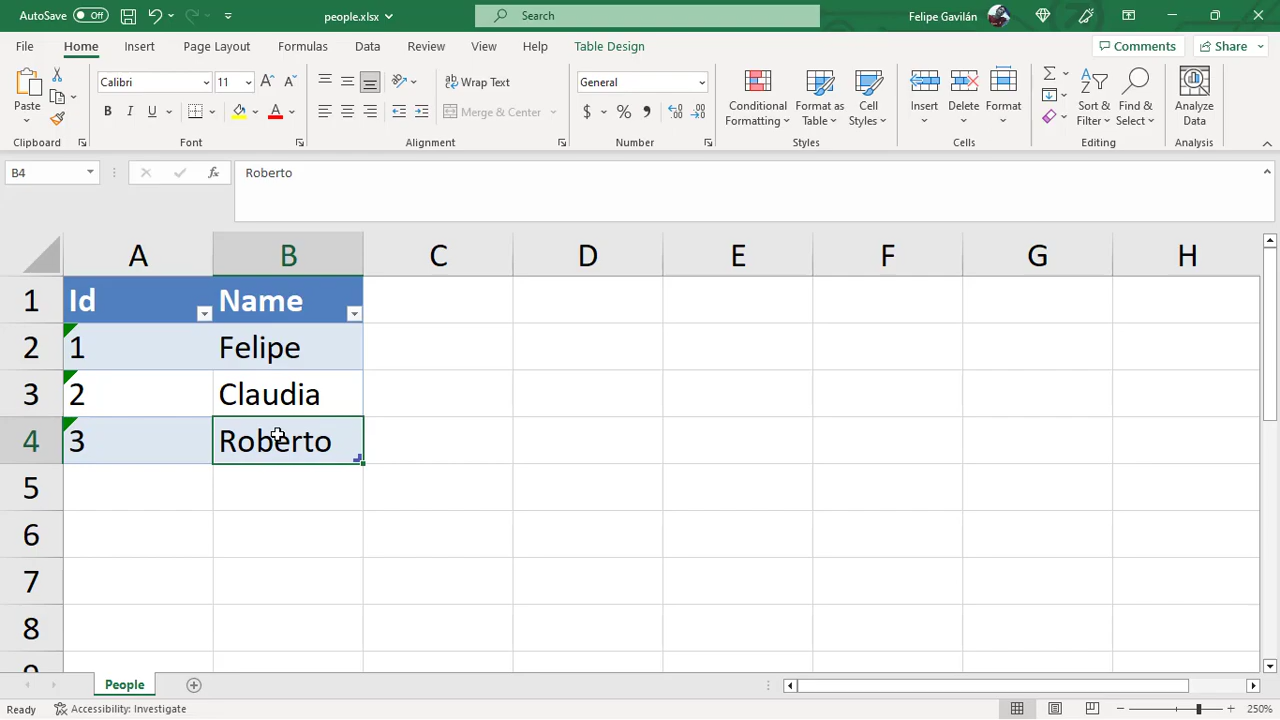 AutoSave Off people.xlsx Search Felipe Gavilán
File Home Insert Page Layout Formulas Data Review View Help Table Design Comments Share
Paste Calibri 11 A A Wrap Text General Conditional Formatting Format as Table Cell Styles Insert Delete Format Sort & Filter Find & Select Analyze Data
B I U A Merge & Center $ % ,
Clipboard Font Alignment Number Styles Cells Editing Analysis
B4 fx Roberto
A B C D E F G H
1 Id Name
2 1 Felipe
3 2 Claudia
4 3 Roberto
5
6
7
8
People
Ready Accessibility: Investigate 250%